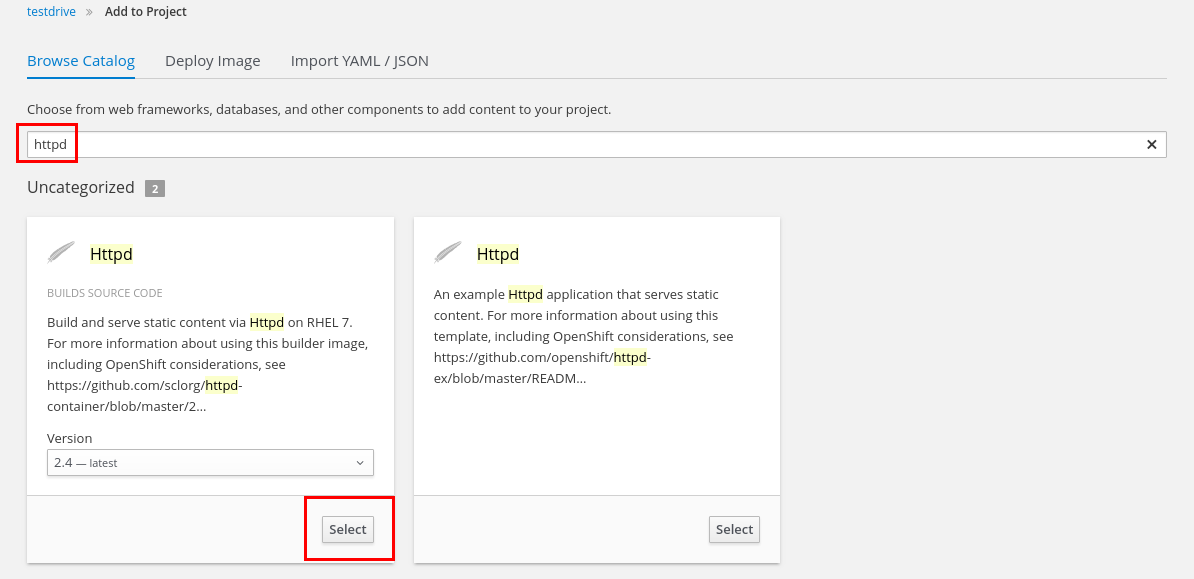 testdrive » Add to Project
Browse Catalog Deploy Image Import YAML / JSON
Choose from web frameworks, databases, and other components to add content to your project.
httpd ×
Uncategorized 2
Httpd
BUILDS SOURCE CODE
Build and serve static content via Httpd on RHEL 7.
For more information about using this builder image,
including OpenShift considerations, see
https://github.com/sclorg/httpd-
container/blob/master/2...
Version
2.4 — latest
Select
Httpd
An example Httpd application that serves static
content. For more information about using this
template, including OpenShift considerations, see
https://github.com/openshift/httpd-
ex/blob/master/READM...
Select